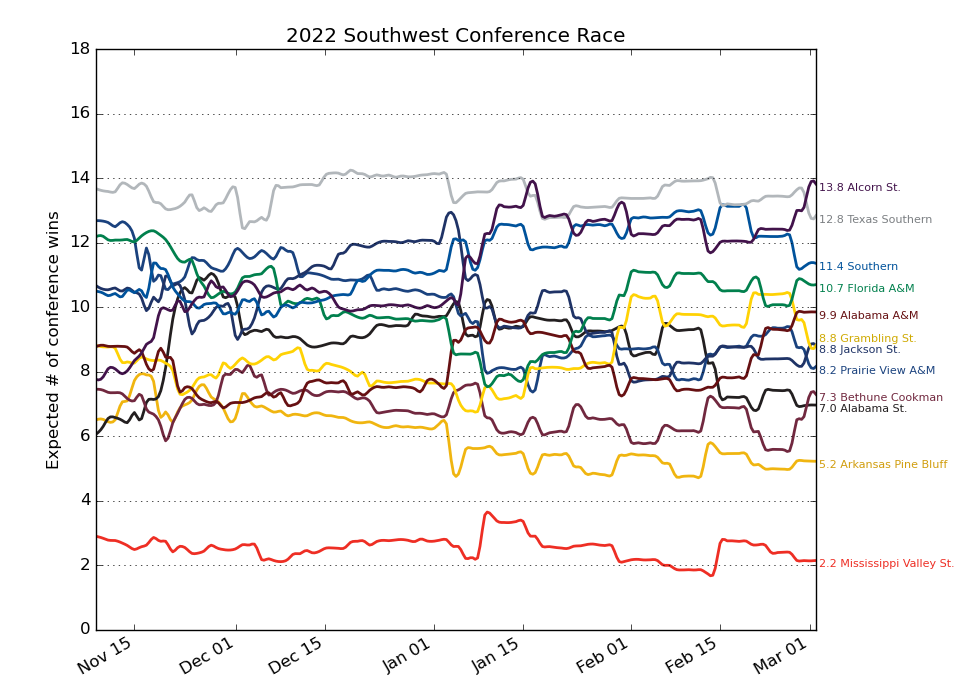 2022 Southwest Conference Race
Expected # of conference wins
18
16
14
12
10
8
6
4
2
0
Nov 15
Dec 01
Dec 15
Jan 01
Jan 15
Feb 01
Feb 15
Mar 01
13.8 Alcorn St.
12.8 Texas Southern
11.4 Southern
10.7 Florida A&M
9.9 Alabama A&M
8.8 Grambling St.
8.8 Jackson St.
8.2 Prairie View A&M
7.3 Bethune Cookman
7.0 Alabama St.
5.2 Arkansas Pine Bluff
2.2 Mississippi Valley St.